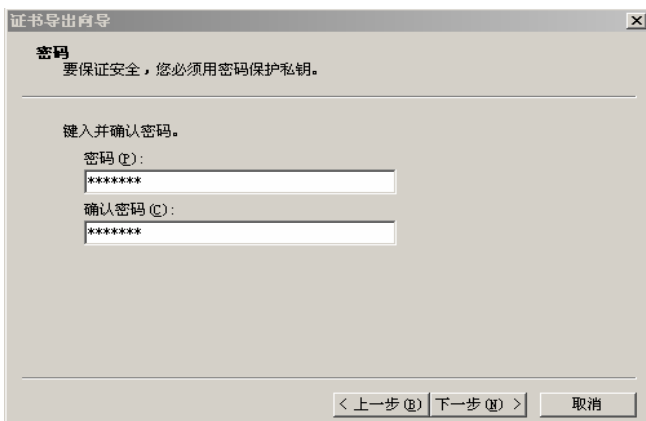 证书导出向导
密码
要保证安全，您必须用密码保护私钥。
键入并确认密码。
密码(P):
*******
确认密码(C):
*******
< 上一步(B) 下一步(N) > 取消